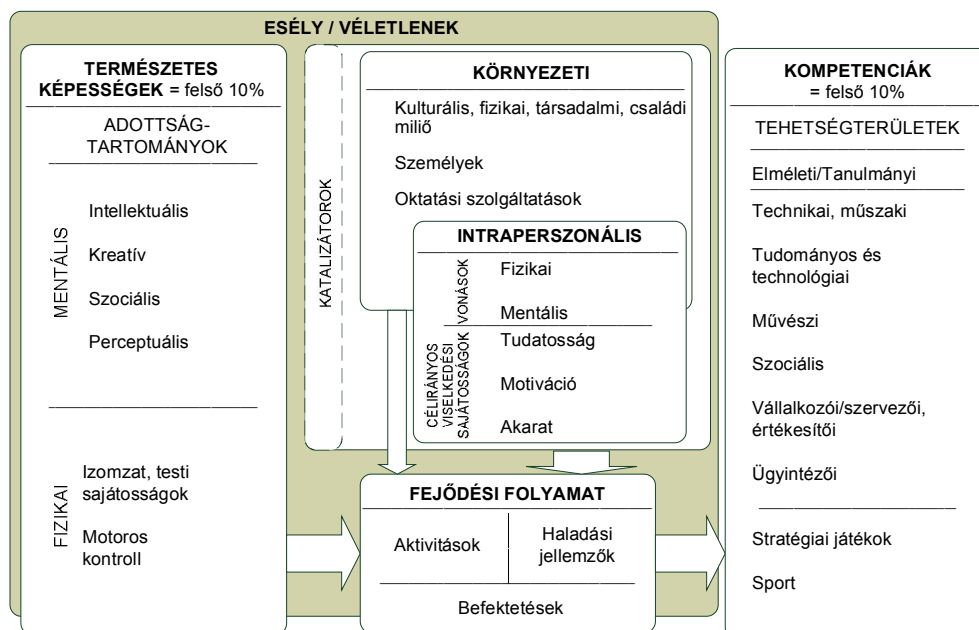 ESÉLY / VÉLETLENEK
TERMÉSZETES
KÉPESSÉGEK = felső 10%
ADOTTSÁG-
TARTOMÁNYOK
MENTÁLIS
Intellektuális
Kreatív
Szociális
Perceptuális
FIZIKAI
Izomzat, testi
sajátosságok
Motoros
kontroll
KATALIZÁTOROK
KÖRNYEZETI
Kulturális, fizikai, társadalmi, családi
miliő
Személyek
Oktatási szolgáltatások
INTRAPERSZONÁLIS
VONÁSOK
Fizikai
Mentális
CÉLIRÁNYOS
VISELKEDÉSI
SAJÁTOSSÁGOK
Tudatosság
Motiváció
Akarat
FEJŐDÉSI FOLYAMAT
Aktivitások
Haladási
jellemzők
Befektetések
KOMPETENCIÁK
= felső 10%
TEHETSÉGTERÜLETEK
Elméleti/Tanulmányi
Technikai, műszaki
Tudományos és
technológiai
Művészi
Szociális
Vállalkozói/szervezői,
értékesítői
Ügyintézői
Stratégiai játékok
Sport